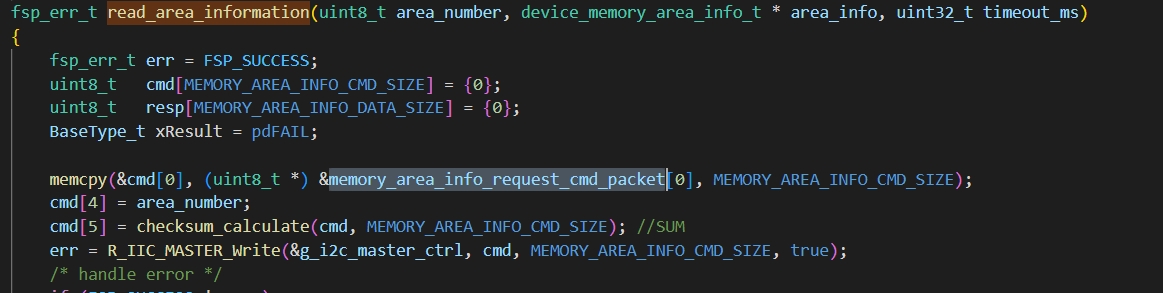 fsp_err_t read_area_information(uint8_t area_number, device_memory_area_info_t * area_info, uint32_t timeout_ms)
{
    fsp_err_t err = FSP_SUCCESS;
    uint8_t   cmd[MEMORY_AREA_INFO_CMD_SIZE] = {0};
    uint8_t   resp[MEMORY_AREA_INFO_DATA_SIZE] = {0};
    BaseType_t xResult = pdFAIL;

    memcpy(&cmd[0], (uint8_t *) &memory_area_info_request_cmd_packet[0], MEMORY_AREA_INFO_CMD_SIZE);
    cmd[4] = area_number;
    cmd[5] = checksum_calculate(cmd, MEMORY_AREA_INFO_CMD_SIZE); //SUM
    err = R_IIC_MASTER_Write(&g_i2c_master_ctrl, cmd, MEMORY_AREA_INFO_CMD_SIZE, true);
    /* handle error */